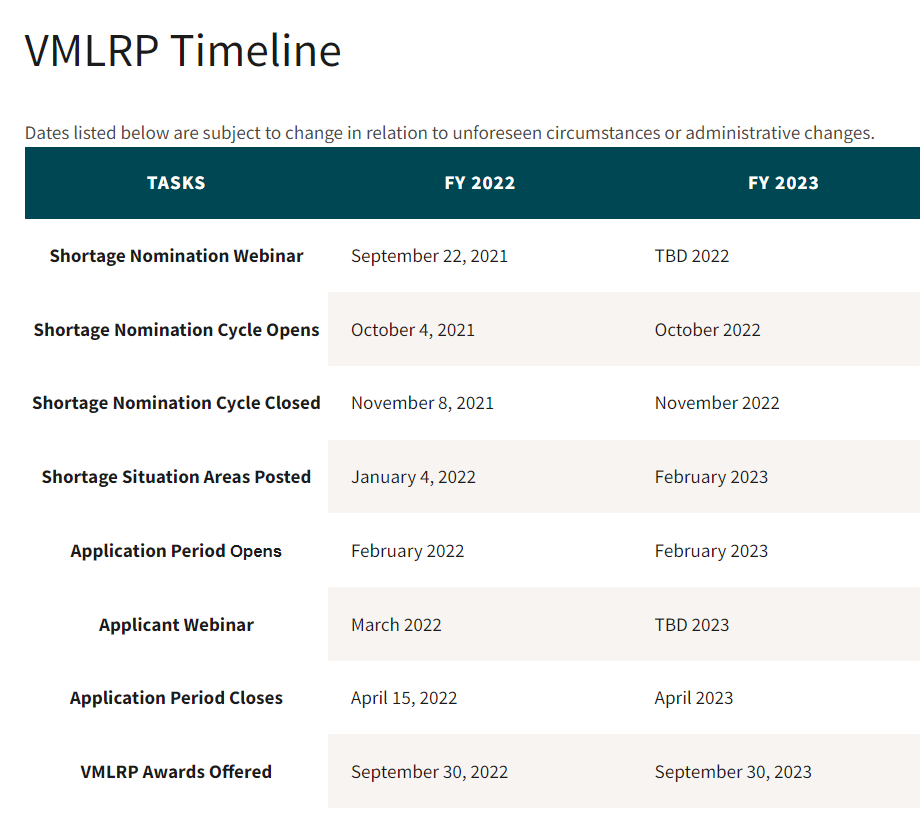 VMLRP Timeline
Dates listed below are subject to change in relation to unforeseen circumstances or administrative changes.
TASKS FY 2022 FY 2023
Shortage Nomination Webinar September 22, 2021 TBD 2022
Shortage Nomination Cycle Opens October 4, 2021 October 2022
Shortage Nomination Cycle Closed November 8, 2021 November 2022
Shortage Situation Areas Posted January 4, 2022 February 2023
Application Period Opens February 2022 February 2023
Applicant Webinar March 2022 TBD 2023
Application Period Closes April 15, 2022 April 2023
VMLRP Awards Offered September 30, 2022 September 30, 2023